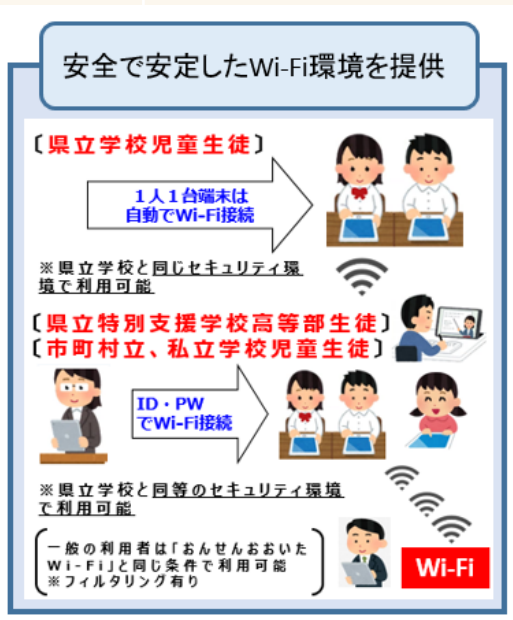 安全で安定したWi-Fi環境を提供
〔県立学校児童生徒〕
1人1台端末は
自動でWi-Fi接続
※県立学校と同じセキュリティ環
境で利用可能
〔県立特別支援学校高等部生徒〕
〔市町村立、私立学校児童生徒〕
ID・PW
でWi-Fi接続
※県立学校と同等のセキュリティ環境
で利用可能
一般の利用者は「おんせんおおいた
Wi-Fi」と同じ条件で利用可能
※フィルタリング有り
Wi-Fi